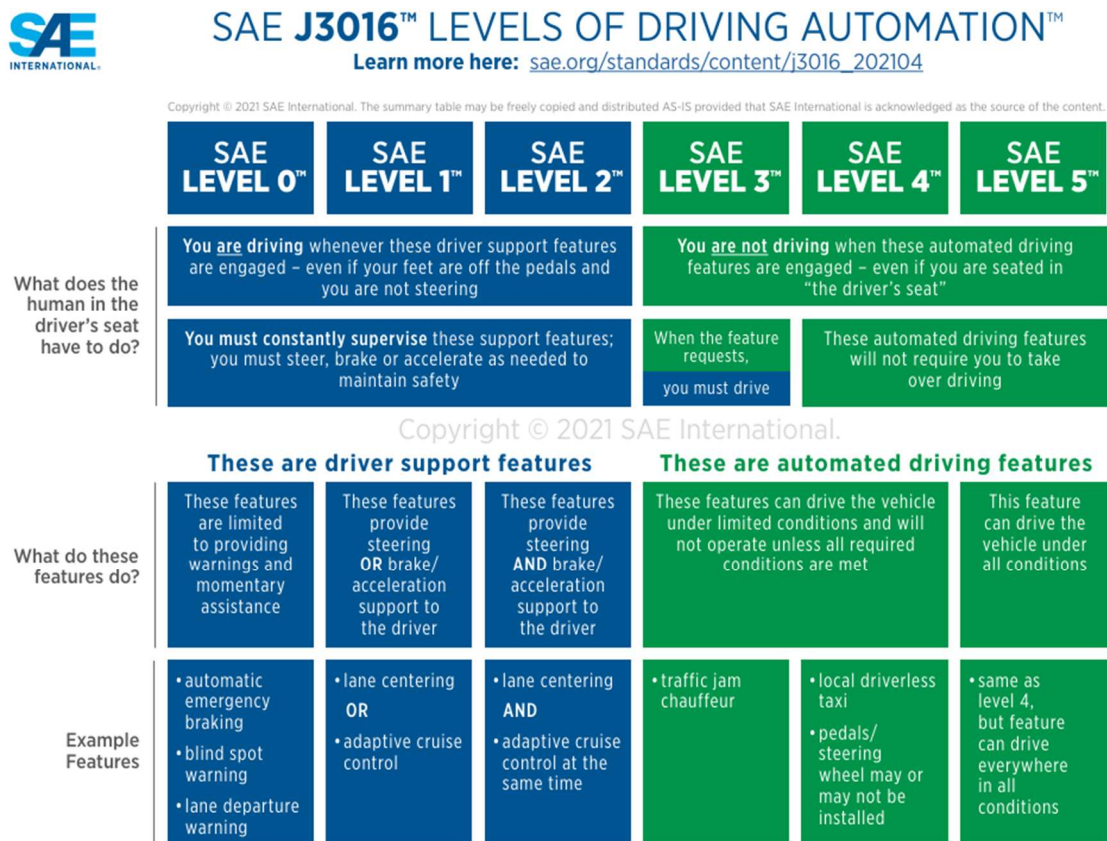 SAE
INTERNATIONAL®
SAE J3016™ LEVELS OF DRIVING AUTOMATION™
Learn more here: sae.org/standards/content/j3016_202104
Copyright © 2021 SAE International. The summary table may be freely copied and distributed AS-IS provided that SAE International is acknowledged as the source of the content.
SAE
LEVEL 0™
SAE
LEVEL 1™
SAE
LEVEL 2™
SAE
LEVEL 3™
SAE
LEVEL 4™
SAE
LEVEL 5™
What does the
human in the
driver's seat
have to do?
You are driving whenever these driver support features
are engaged – even if your feet are off the pedals and
you are not steering
You are not driving when these automated driving
features are engaged – even if you are seated in
“the driver's seat”
You must constantly supervise these support features;
you must steer, brake or accelerate as needed to
maintain safety
When the feature
requests,
you must drive
These automated driving features
will not require you to take
over driving
Copyright © 2021 SAE International.
These are driver support features
These are automated driving features
What do these
features do?
These features
are limited
to providing
warnings and
momentary
assistance
These features
provide
steering
OR brake/
acceleration
support to
the driver
These features
provide
steering
AND brake/
acceleration
support to
the driver
These features can drive the vehicle
under limited conditions and will
not operate unless all required
conditions are met
This feature
can drive the
vehicle under
all conditions
Example
Features
• automatic
emergency
braking
• blind spot
warning
• lane departure
warning
• lane centering
OR
• adaptive cruise
control
• lane centering
AND
• adaptive cruise
control at the
same time
• traffic jam
chauffeur
• local driverless
taxi
• pedals/
steering
wheel may or
may not be
installed
• same as
level 4,
but feature
can drive
everywhere
in all
conditions